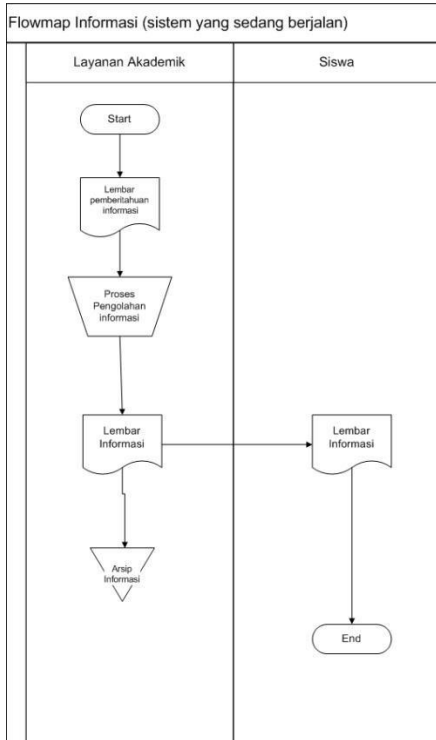 Flowmap Informasi (sistem yang sedang berjalan)
Layanan Akademik
Siswa
Start
Lembar
pemberitahuan
informasi
Proses
Pengolahan
informasi
Lembar
Informasi
Lembar
Informasi
Arsip
Informasi
End